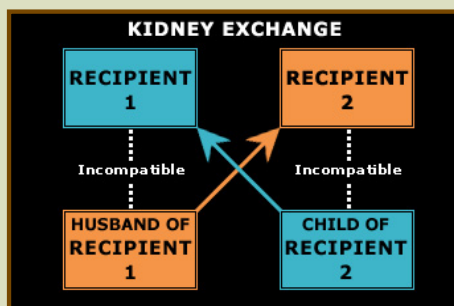 KIDNEY EXCHANGE
RECIPIENT
1
RECIPIENT
2
Incompatible
Incompatible
HUSBAND OF
RECIPIENT
1
CHILD OF
RECIPIENT
2